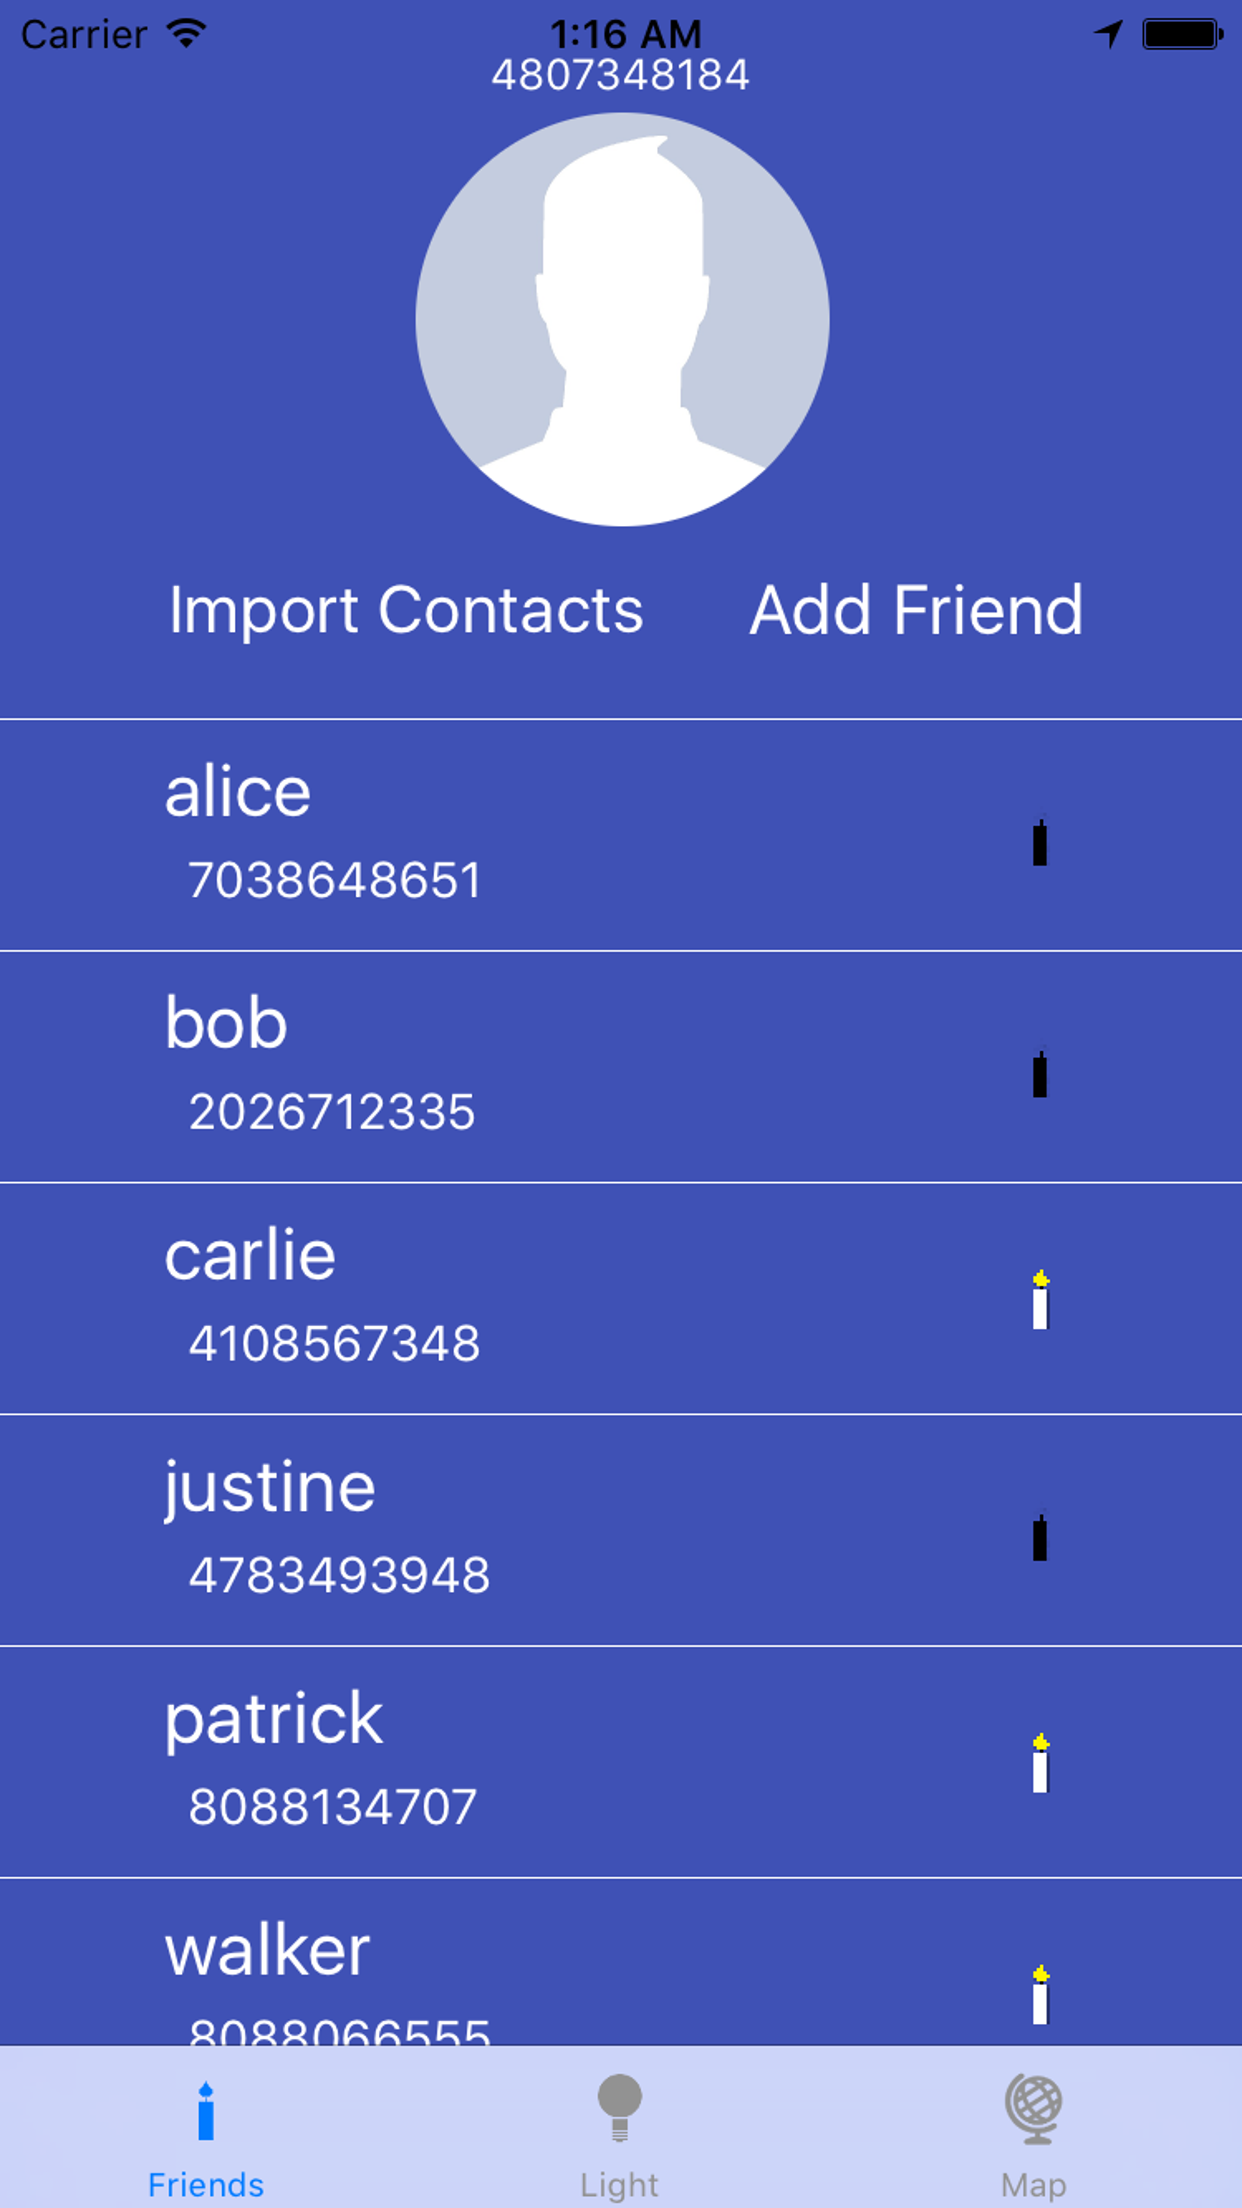 Carrier 1:16 AM
4807348184
Import Contacts Add Friend
alice
7038648651
bob
2026712335
carlie
4108567348
justine
4783493948
patrick
8088134707
walker
8088066555
Friends Light Map